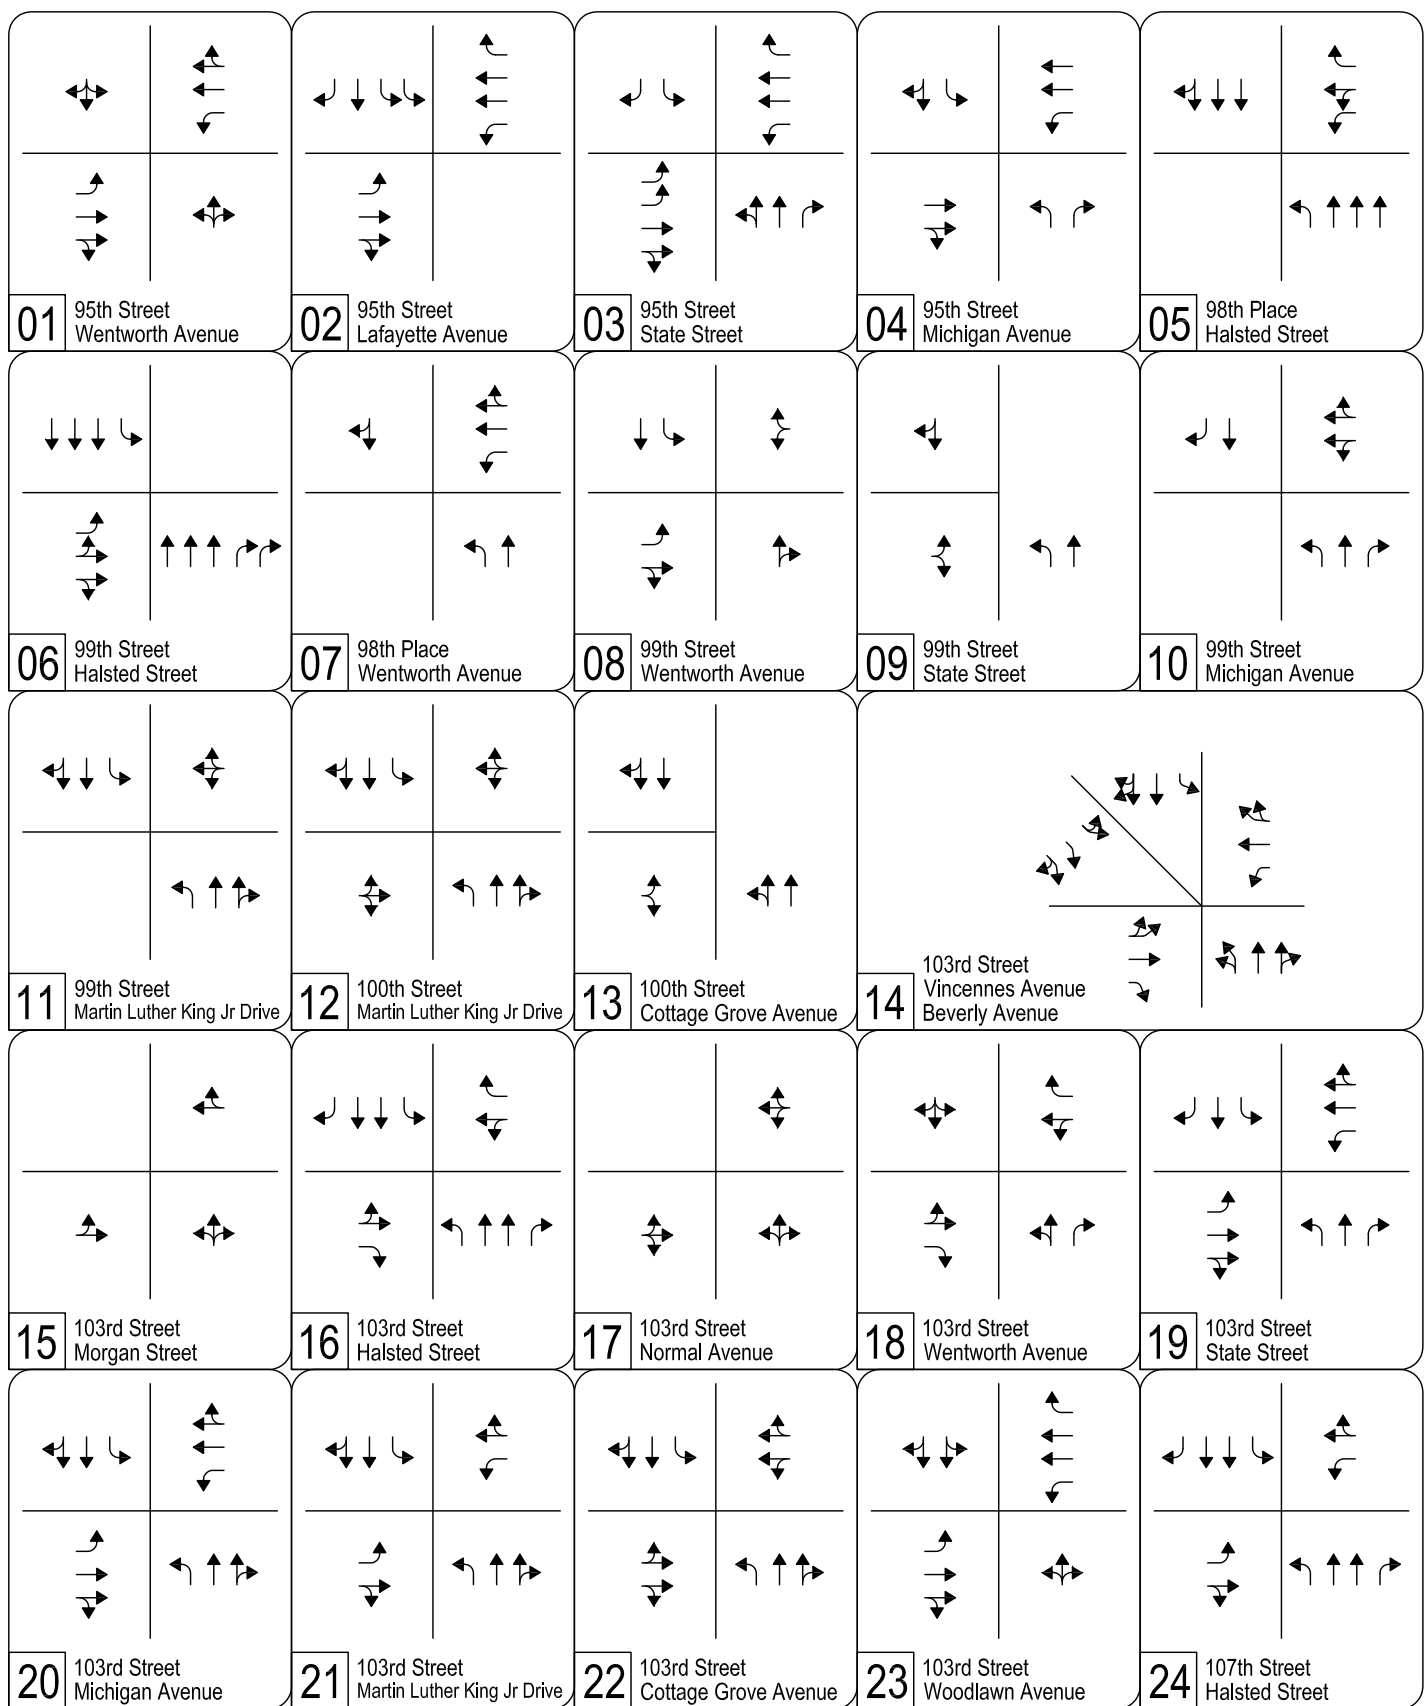 01
95th Street
Wentworth Avenue
02
95th Street
Lafayette Avenue
03
95th Street
State Street
04
95th Street
Michigan Avenue
05
98th Place
Halsted Street
06
99th Street
Halsted Street
07
98th Place
Wentworth Avenue
08
99th Street
Wentworth Avenue
09
99th Street
State Street
10
99th Street
Michigan Avenue
11
99th Street
Martin Luther King Jr Drive
12
100th Street
Martin Luther King Jr Drive
13
100th Street
Cottage Grove Avenue
14
103rd Street
Vincennes Avenue
Beverly Avenue
15
103rd Street
Morgan Street
16
103rd Street
Halsted Street
17
103rd Street
Normal Avenue
18
103rd Street
Wentworth Avenue
19
103rd Street
State Street
20
103rd Street
Michigan Avenue
21
103rd Street
Martin Luther King Jr Drive
22
103rd Street
Cottage Grove Avenue
23
103rd Street
Woodlawn Avenue
24
107th Street
Halsted Street